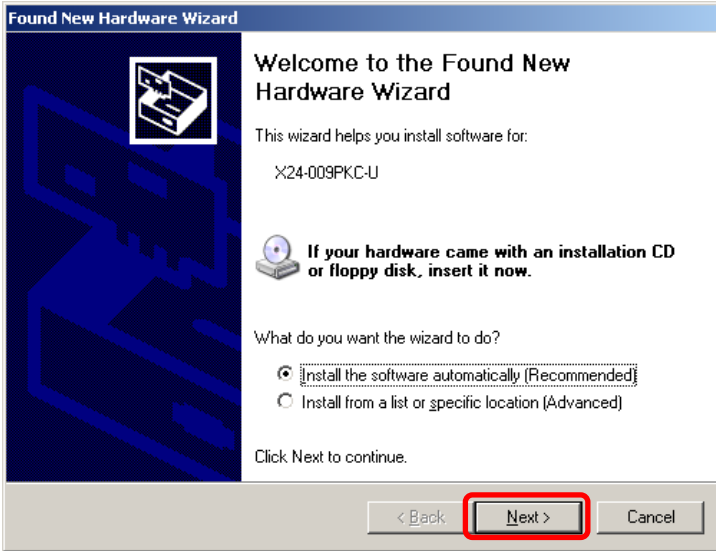 Found New Hardware Wizard
Welcome to the Found New
Hardware Wizard
This wizard helps you install software for:
X24-009PKC-U
If your hardware came with an installation CD
or floppy disk, insert it now.
What do you want the wizard to do?
Install the software automatically (Recommended)
Install from a list or specific location (Advanced)
Click Next to continue.
< Back
Next >
Cancel